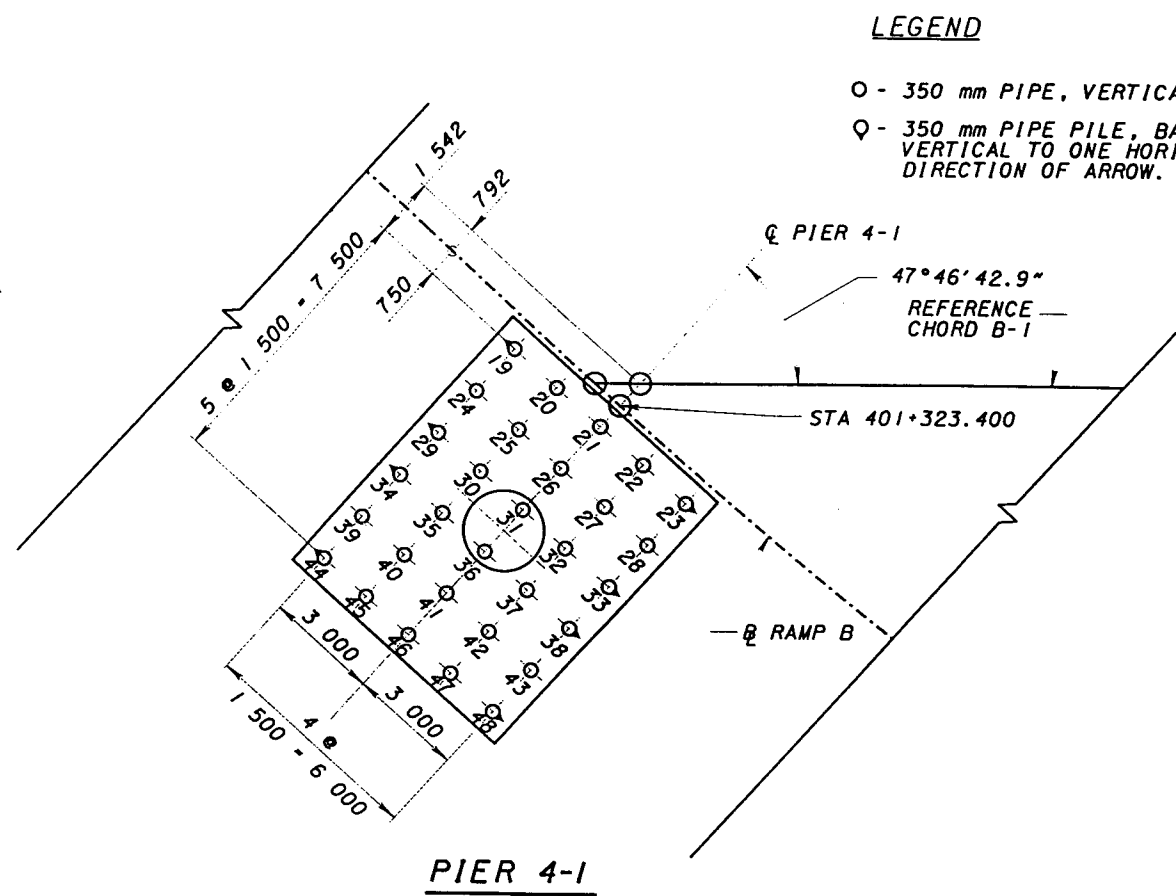 LEGEND
- 350 mm PIPE, VERTICA
- 350 mm PIPE PILE, BA
VERTICAL TO ONE HORI
DIRECTION OF ARROW.
1 542
792
℄ PIER 4-1
5 @ 1 500 - 7 500
750
47°46'42.9"
REFERENCE
CHORD B-1
STA 401+323.400
19
20
21
22
23
24
25
26
27
28
29
30
31
32
33
34
35
36
37
38
39
40
41
42
43
44
45
46
47
48
RAMP B
3 000
3 000
4 @
1 500 - 6 000
PIER 4-1